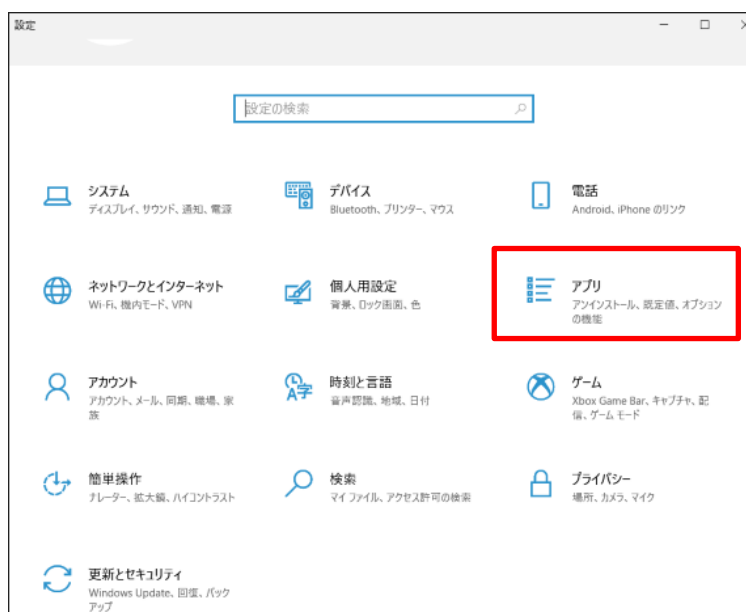 設定
設定の検索
システム
ディスプレイ、サウンド、通知、電源
デバイス
Bluetooth、プリンター、マウス
電話
Android、iPhone のリンク
ネットワークとインターネット
Wi-Fi、機内モード、VPN
個人用設定
背景、ロック画面、色
アプリ
アンインストール、既定値、オプション
の機能
アカウント
アカウント、メール、同期、職場、家
族
時刻と言語
音声認識、地域、日付
ゲーム
Xbox Game Bar、キャプチャ、配
信、ゲーム モード
簡単操作
ナレーター、拡大鏡、ハイコントラスト
検索
マイ ファイル、アクセス許可の検索
プライバシー
場所、カメラ、マイク
更新とセキュリティ
Windows Update、回復、バック
アップ